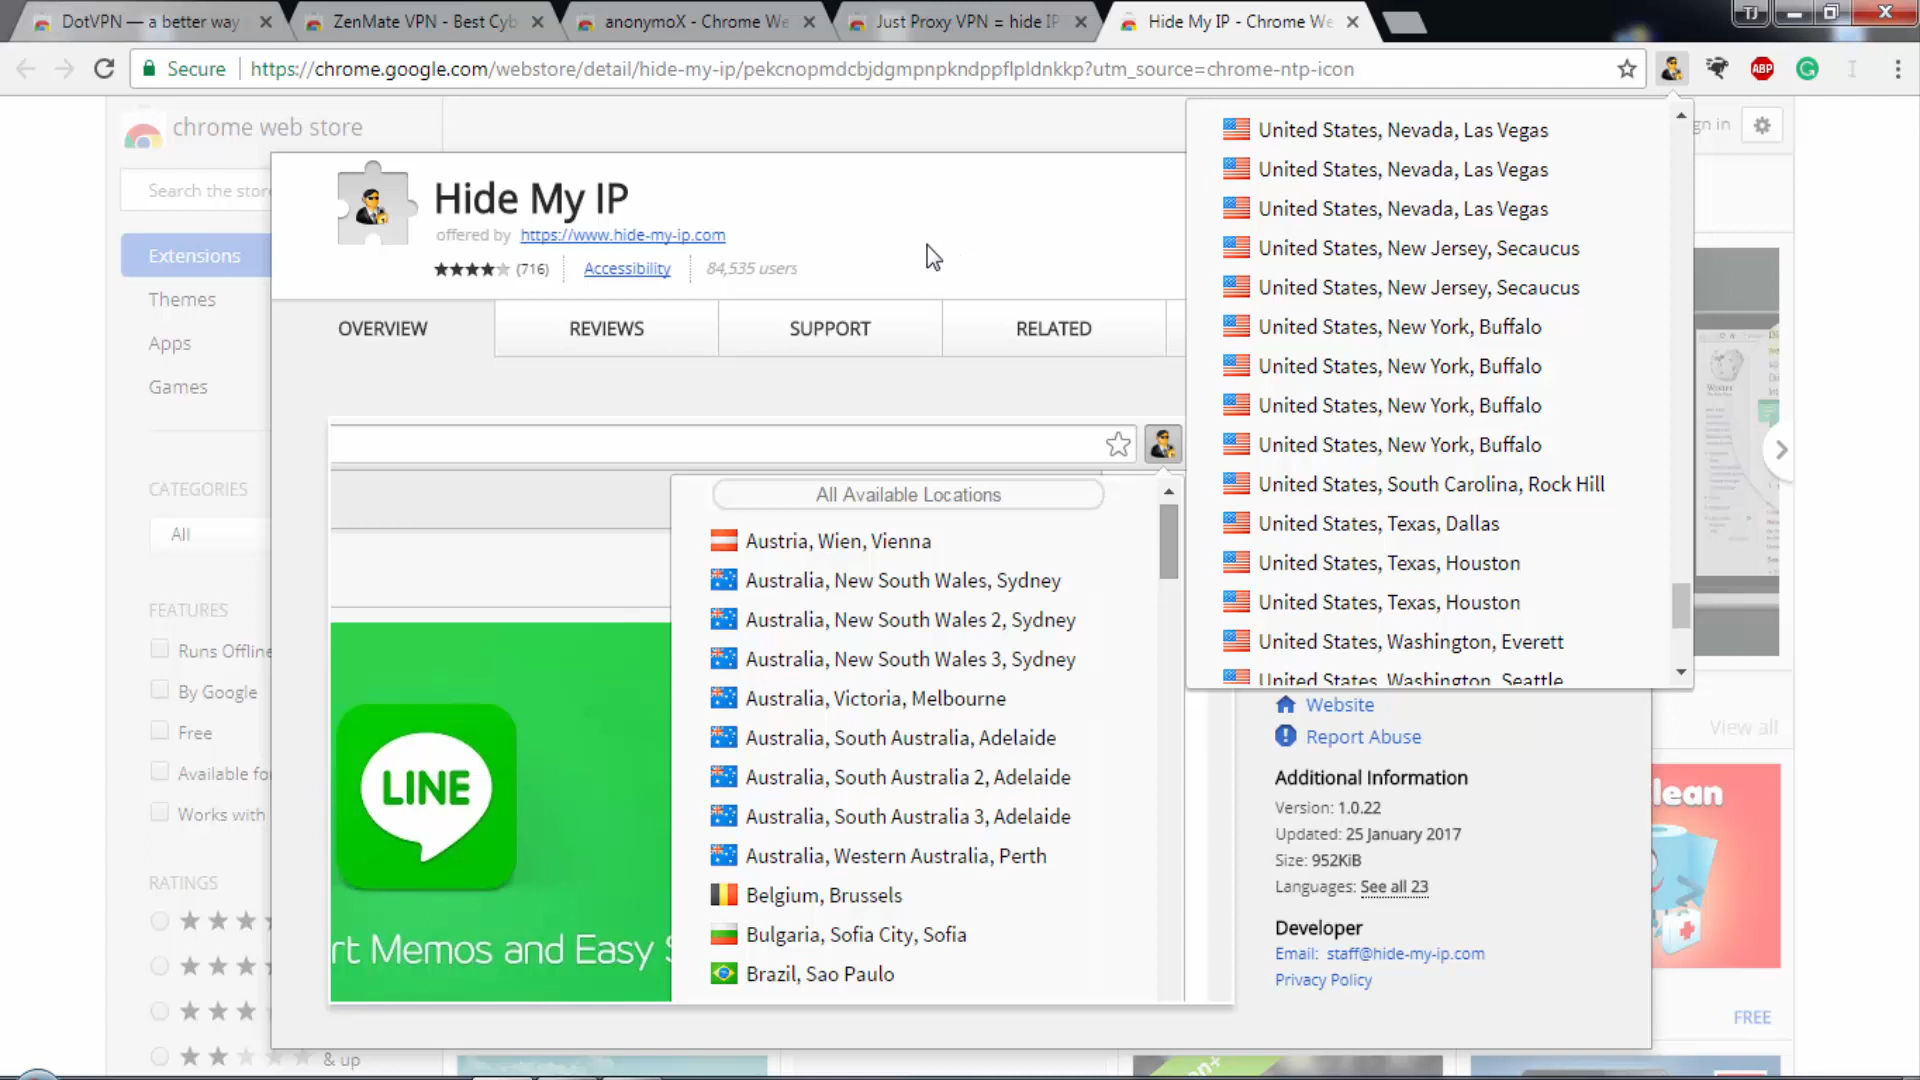 DotVPN — a better way
ZenMate VPN - Best Cyb
anonymoX - Chrome We
Just Proxy VPN = hide IP
Hide My IP - Chrome We
TJ
Secure
https://chrome.google.com/webstore/detail/hide-my-ip/pekcnopmdcbjdgmpnpkndppflpldnkkp?utm_source=chrome-ntp-icon
ABP
chrome web store
gn in
Search the store
Extensions
Themes
Apps
Games
CATEGORIES
All
FEATURES
Runs Offline
By Google
Free
Available fo
Works with
RATINGS
& up
Hide My IP
offered by https://www.hide-my-ip.com
(716)
Accessibility
84,535 users
OVERVIEW
REVIEWS
SUPPORT
RELATED
All Available Locations
Austria, Wien, Vienna
Australia, New South Wales, Sydney
Australia, New South Wales 2, Sydney
Australia, New South Wales 3, Sydney
Australia, Victoria, Melbourne
Australia, South Australia, Adelaide
Australia, South Australia 2, Adelaide
Australia, South Australia 3, Adelaide
Australia, Western Australia, Perth
Belgium, Brussels
Bulgaria, Sofia City, Sofia
Brazil, Sao Paulo
LINE
rt Memos and Easy S
United States, Nevada, Las Vegas
United States, Nevada, Las Vegas
United States, Nevada, Las Vegas
United States, New Jersey, Secaucus
United States, New Jersey, Secaucus
United States, New York, Buffalo
United States, New York, Buffalo
United States, New York, Buffalo
United States, New York, Buffalo
United States, South Carolina, Rock Hill
United States, Texas, Dallas
United States, Texas, Houston
United States, Texas, Houston
United States, Washington, Everett
United States, Washington, Seattle
Website
Report Abuse
Additional Information
Version: 1.0.22
Updated: 25 January 2017
Size: 952KiB
Languages: See all 23
Developer
Email: staff@hide-my-ip.com
Privacy Policy
View all
lean
FREE